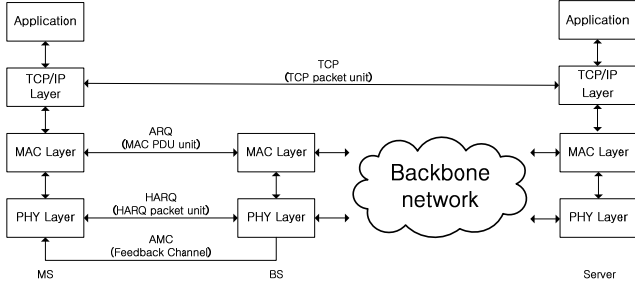 Application
Application
TCP
(TCP packet unit)
TCP/IP
Layer
TCP/IP
Layer
ARQ
(MAC PDU unit)
MAC Layer
MAC Layer
Backbone
network
MAC Layer
HARQ
(HARQ packet unit)
PHY Layer
PHY Layer
PHY Layer
AMC
(Feedback Channel)
MS
BS
Server